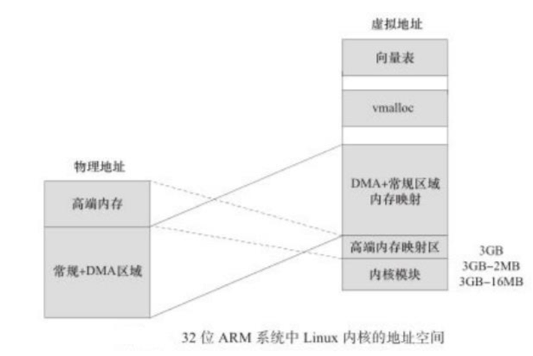 虚拟地址
向量表
vmalloc
物理地址
高端内存
DMA+常规区域
内存映射
常规+DMA区域
高端内存映射区
内核模块
3GB
3GB-2MB
3GB-16MB
32 位 ARM 系统中 Linux 内核的地址空间